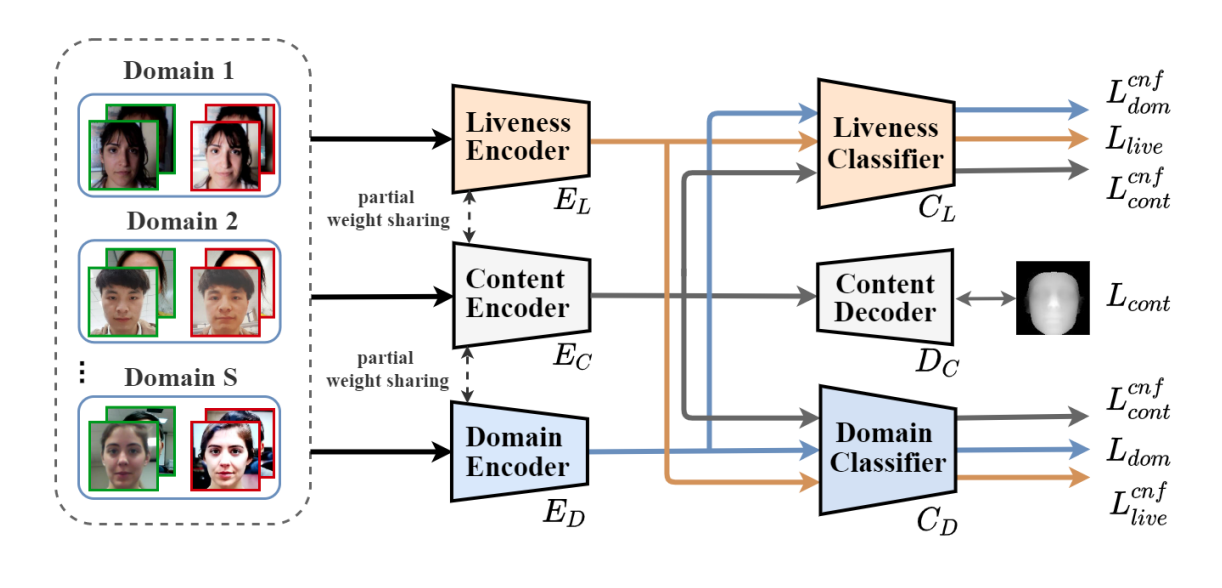 Domain 1
Domain 2
⋮
Domain S
Liveness
Encoder
E_L
partial
weight sharing
Content
Encoder
E_C
partial
weight sharing
Domain
Encoder
E_D
Liveness
Classifier
C_L
Content
Decoder
D_C
Domain
Classifier
C_D
L_{dom}^{cnf}
L_{live}
L_{cont}^{cnf}
L_{cont}
L_{cont}^{cnf}
L_{dom}
L_{live}^{cnf}